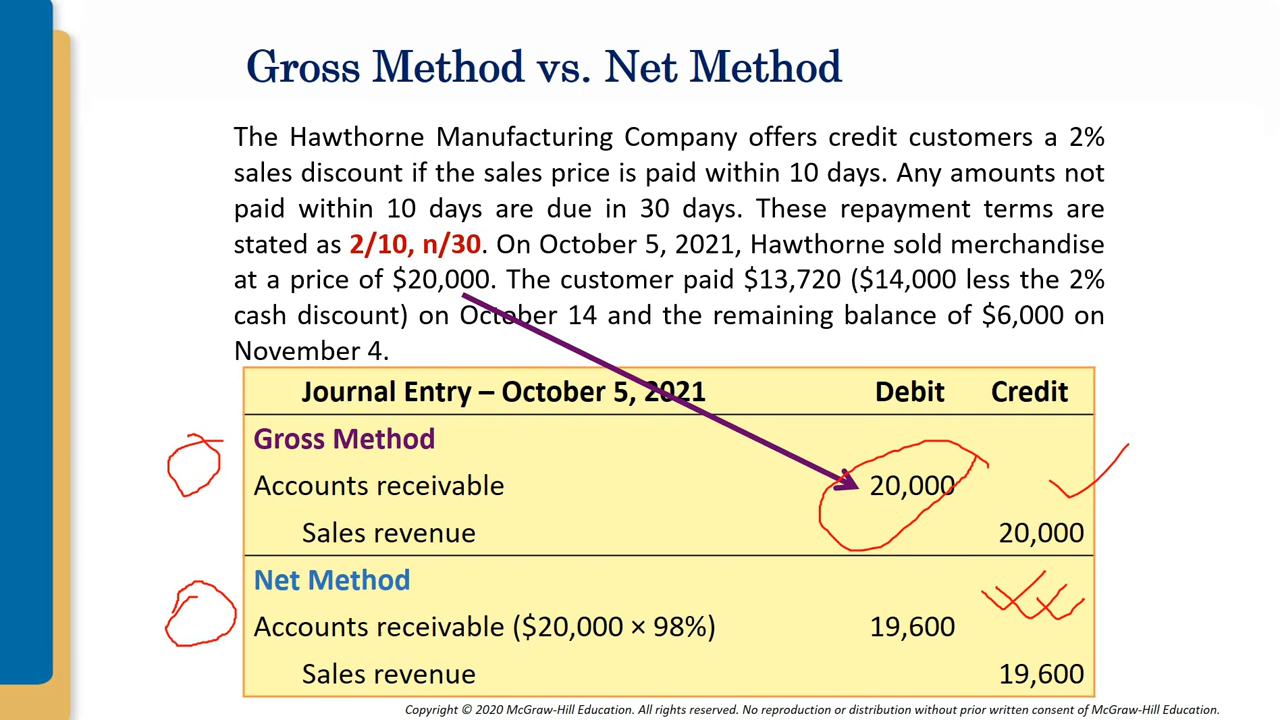 Gross Method vs. Net Method
The Hawthorne Manufacturing Company offers credit customers a 2%
sales discount if the sales price is paid within 10 days. Any amounts not
paid within 10 days are due in 30 days. These repayment terms are
stated as 2/10, n/30. On October 5, 2021, Hawthorne sold merchandise
at a price of $20,000. The customer paid $13,720 ($14,000 less the 2%
cash discount) on October 14 and the remaining balance of $6,000 on
November 4.
Journal Entry – October 5, 2021 Debit Credit
Gross Method
Accounts receivable 20,000
Sales revenue 20,000
Net Method
Accounts receivable ($20,000 × 98%) 19,600
Sales revenue 19,600
Copyright © 2020 McGraw-Hill Education. All rights reserved. No reproduction or distribution without prior written consent of McGraw-Hill Education.